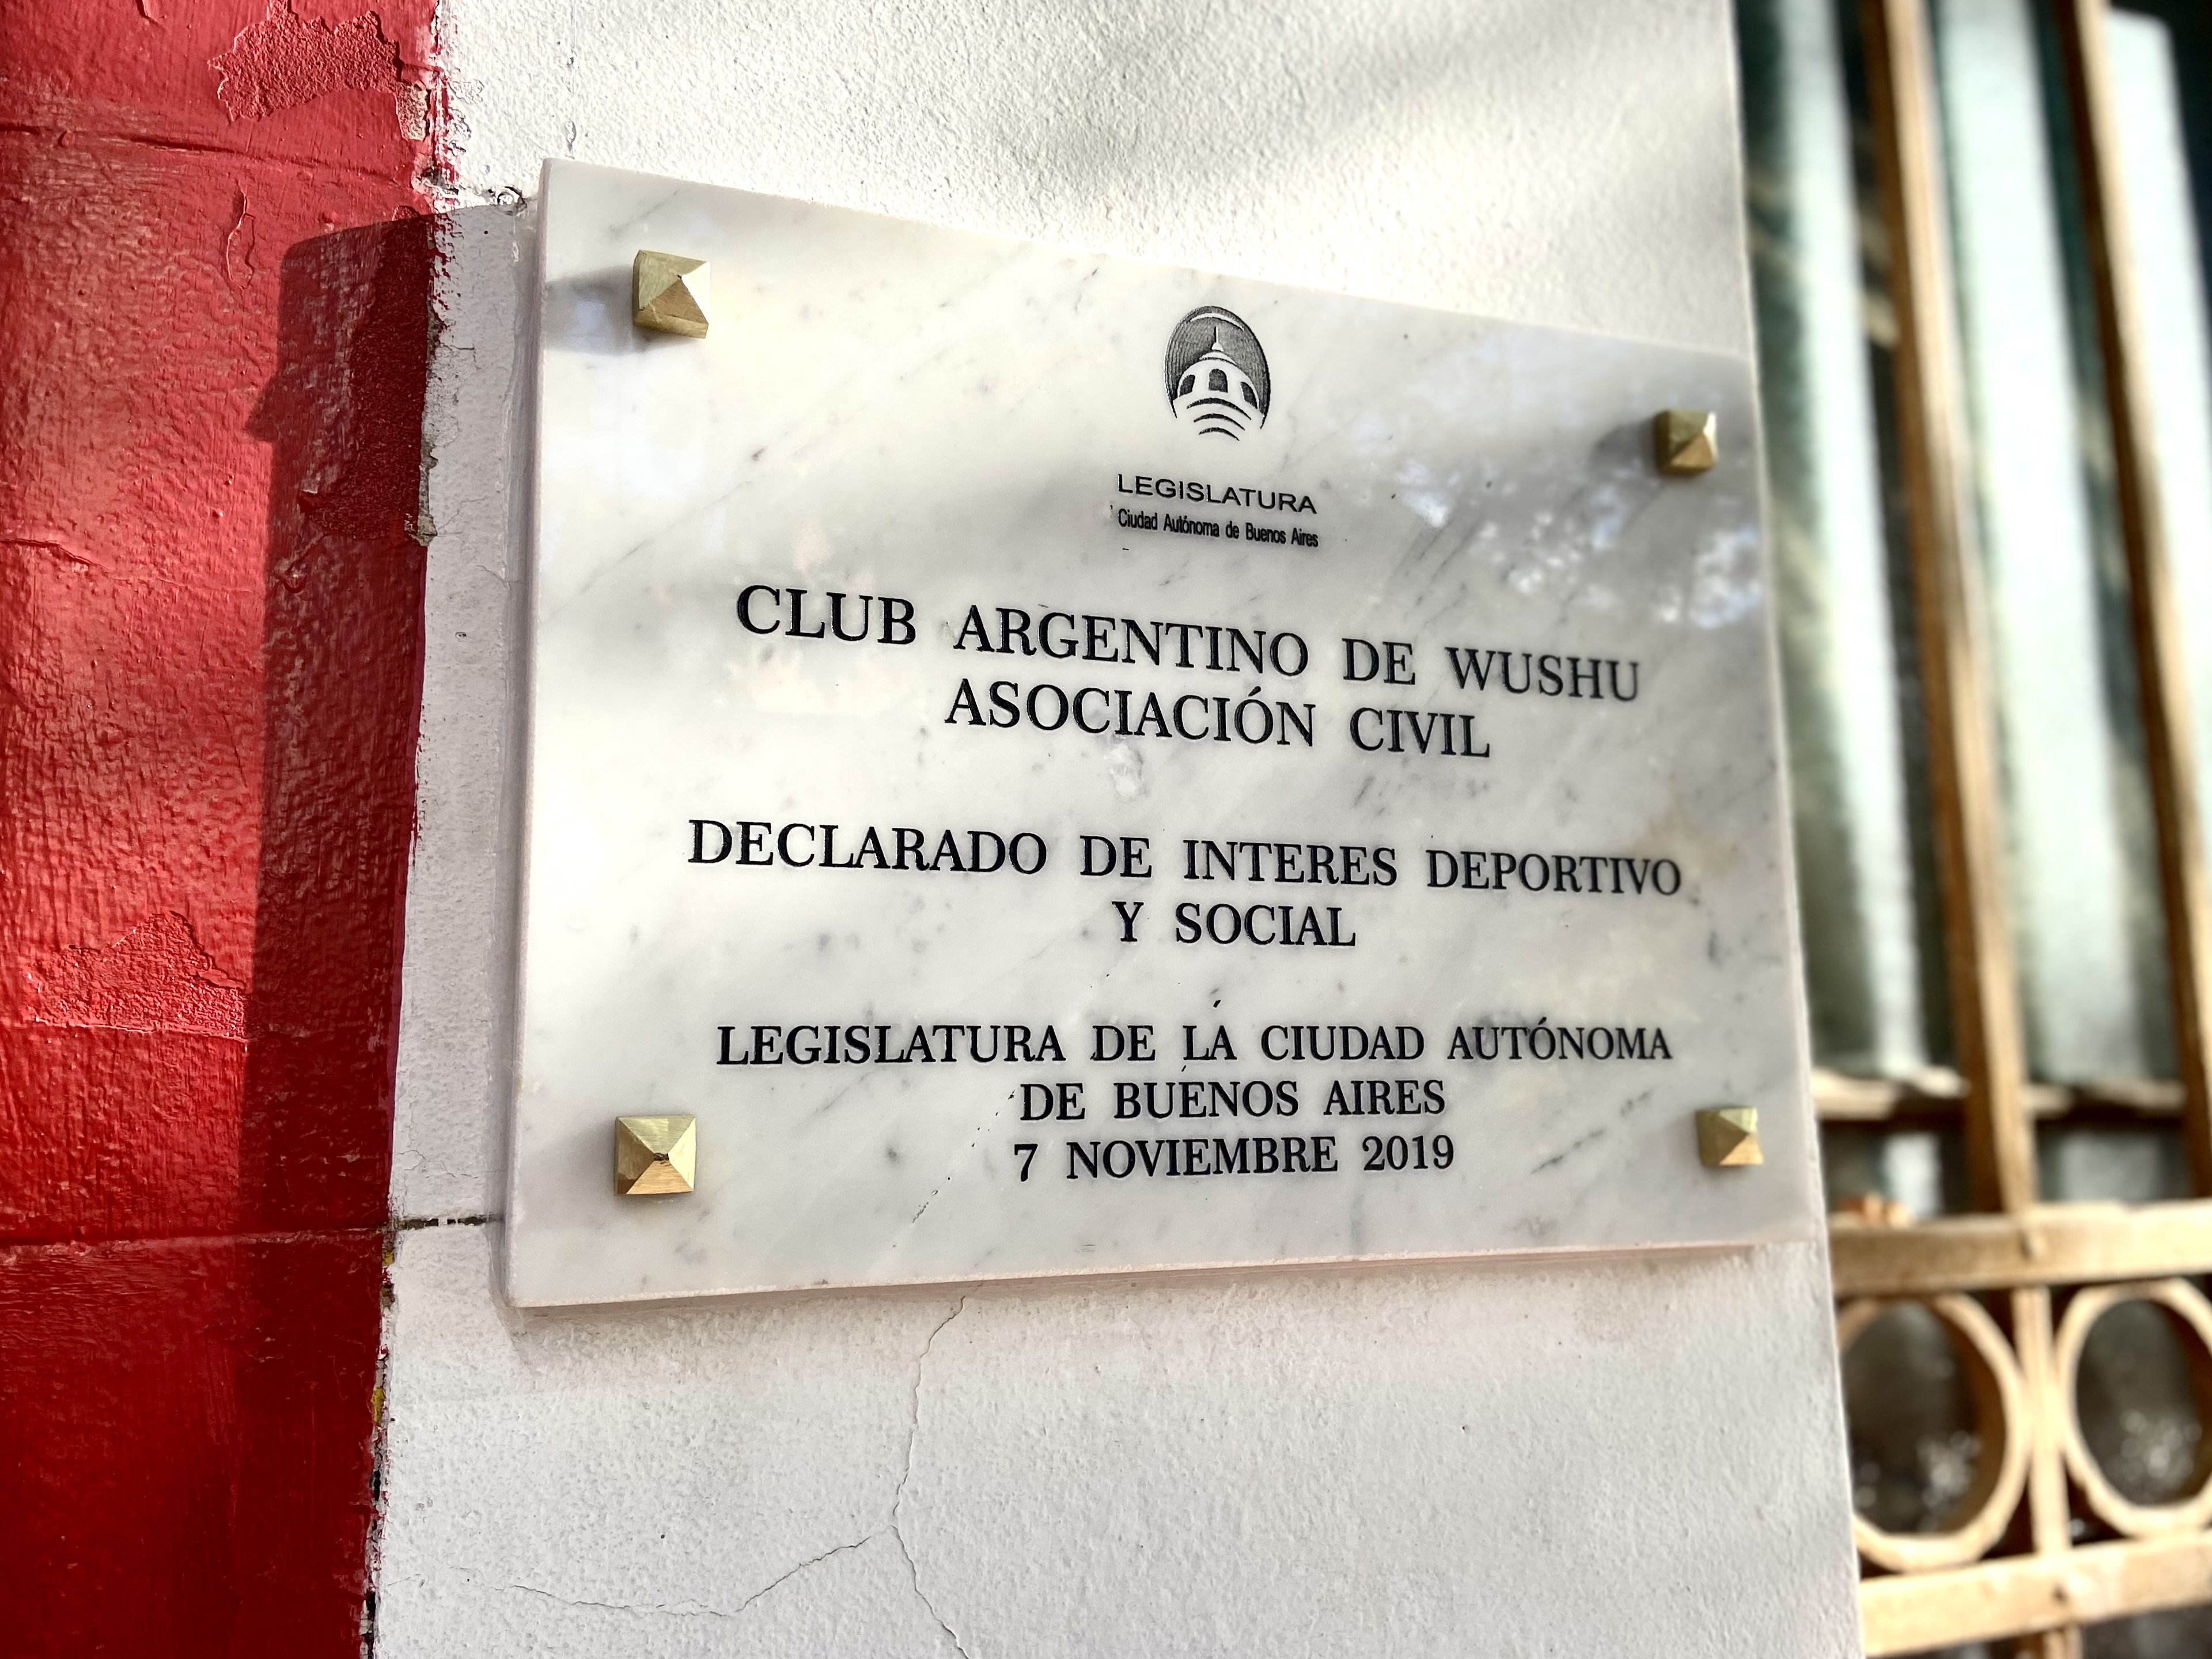 LEGISLATURA
Ciudad Autónoma de Buenos Aires
CLUB ARGENTINO DE WUSHU
ASOCIACIÓN CIVIL
DECLARADO DE INTERES DEPORTIVO
Y SOCIAL
LEGISLATURA DE LA CIUDAD AUTÓNOMA
DE BUENOS AIRES
7 NOVIEMBRE 2019